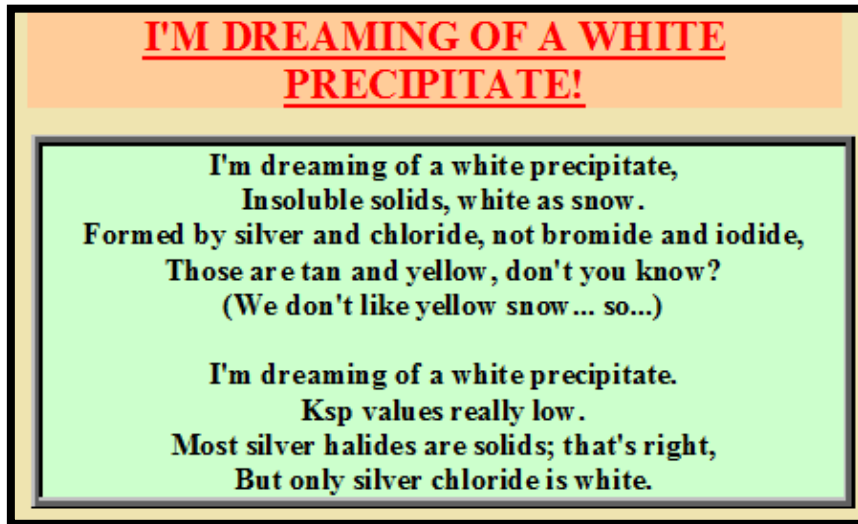 I'M DREAMING OF A WHITE
PRECIPITATE!
I'm dreaming of a white precipitate,
Insoluble solids, white as snow.
Formed by silver and chloride, not bromide and iodide,
Those are tan and yellow, don't you know?
(We don't like yellow snow... so...)
I'm dreaming of a white precipitate.
Ksp values really low.
Most silver halides are solids; that's right,
But only silver chloride is white.